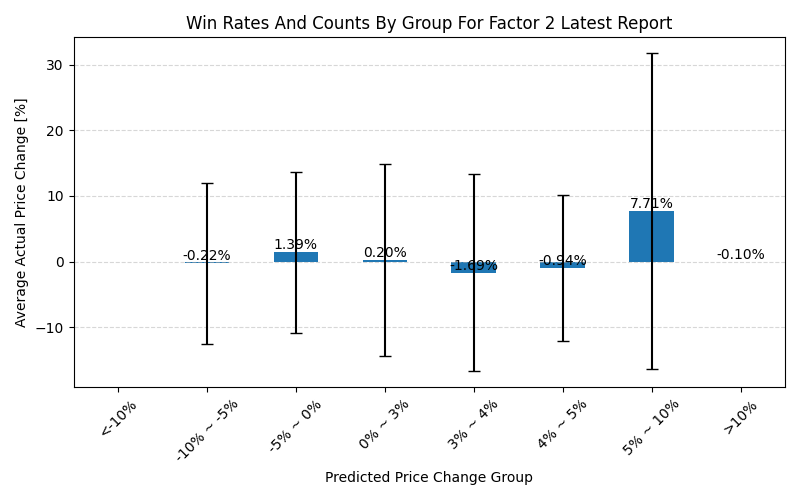 Win Rates And Counts By Group For Factor 2 Latest Report
Average Actual Price Change [%]
30
20
10
0
−10
-0.22%
1.39%
0.20%
-1.69%
-0.94%
7.71%
-0.10%
<-10%
-10% ~ -5%
-5% ~ 0%
0% ~ 3%
3% ~ 4%
4% ~ 5%
5% ~ 10%
>10%
Predicted Price Change Group